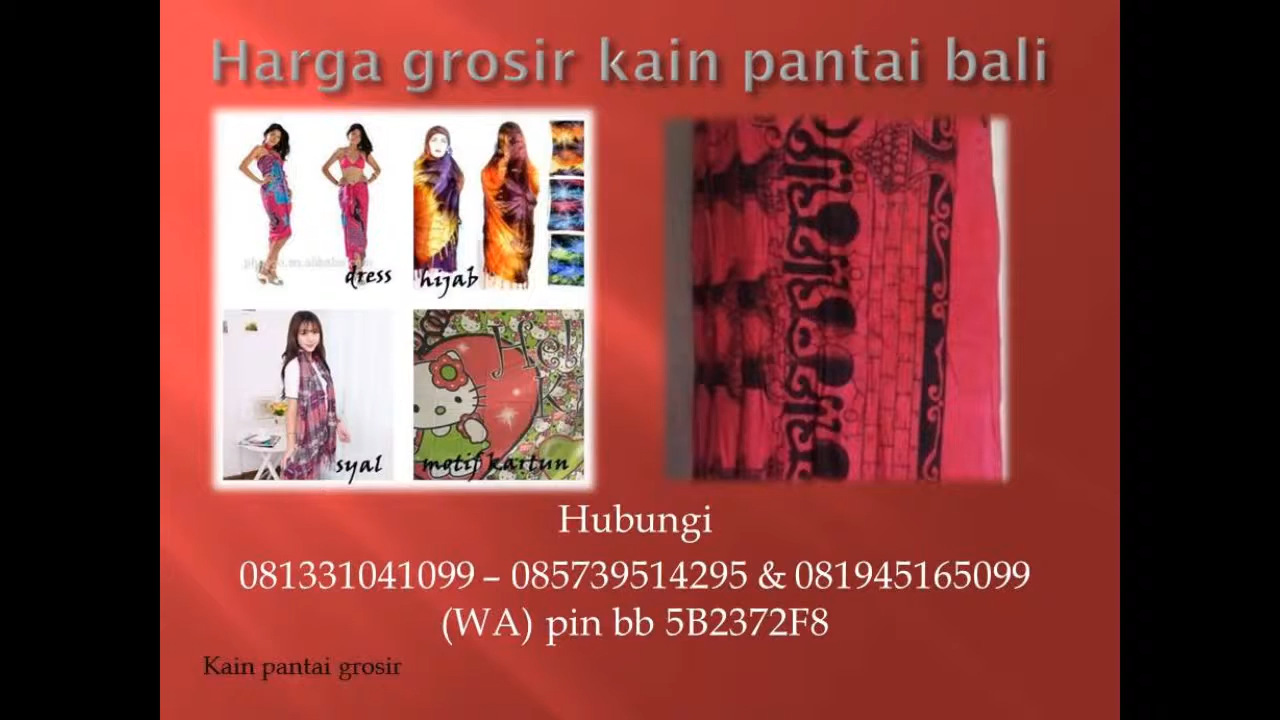 Harga grosir kain pantai bali
dress
hijab
syal
motif kartun
Hubungi
081331041099 – 085739514295 & 081945165099
(WA) pin bb 5B2372F8
Kain pantai grosir